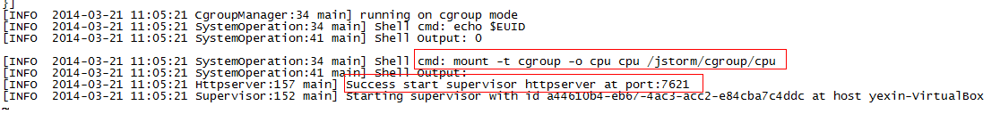 }]
[INFO  2014-03-21 11:05:21 CgroupManager:34 main] running on cgroup mode
[INFO  2014-03-21 11:05:21 SystemOperation:34 main] Shell cmd: echo $EUID
[INFO  2014-03-21 11:05:21 SystemOperation:41 main] Shell Output: 0
[INFO  2014-03-21 11:05:21 SystemOperation:34 main] Shell cmd: mount -t cgroup -o cpu cpu /jstorm/cgroup/cpu
[INFO  2014-03-21 11:05:21 SystemOperation:41 main] Shell Output:
[INFO  2014-03-21 11:05:21 Httpserver:157 main] Success start supervisor httpserver at port:7621
[INFO  2014-03-21 11:05:21 Supervisor:152 main] Starting supervisor with id a4461064-eb67-4ac3-acc2-e84cba7c4ddc at host yexin-VirtualBox
~